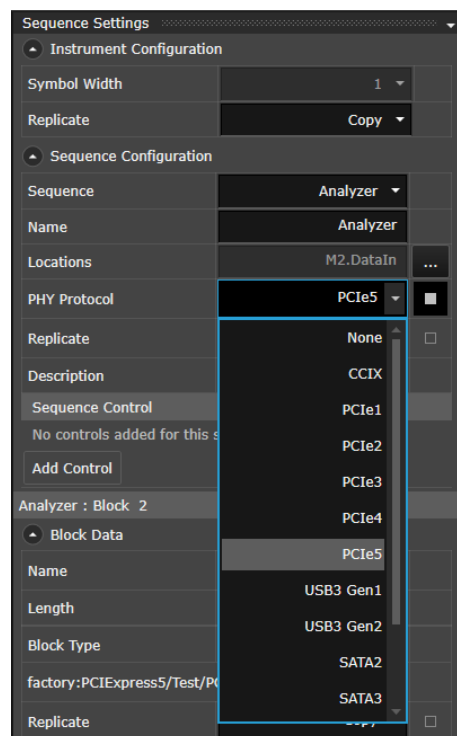 Sequence Settings
Instrument Configuration
Symbol Width 1
Replicate Copy
Sequence Configuration
Sequence Analyzer
Name Analyzer
Locations M2.DataIn ...
PHY Protocol PCIe5
Replicate None
Description CCIX
Sequence Control PCIe1
No controls added for this s PCIe2
Add Control PCIe3
Analyzer : Block 2 PCIe4
Block Data PCIe5
Name USB3 Gen1
Length USB3 Gen2
Block Type SATA2
factory:PCIExpress5/Test/P SATA3
Replicate